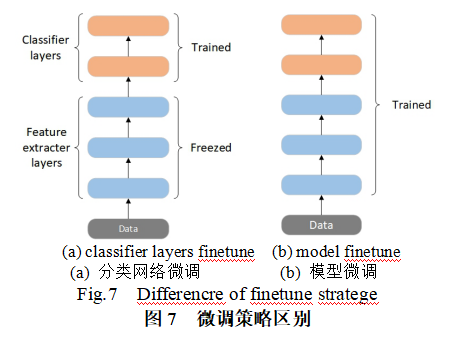 Classifier
layers
Trained
Feature
extracter
layers
Freezed
Data
Trained
Data
(a) classifier layers finetune
(b) model finetune
(a) 分类网络微调
(b) 模型微调
Fig.7 Differencre of finetune stratege
图 7 微调策略区别